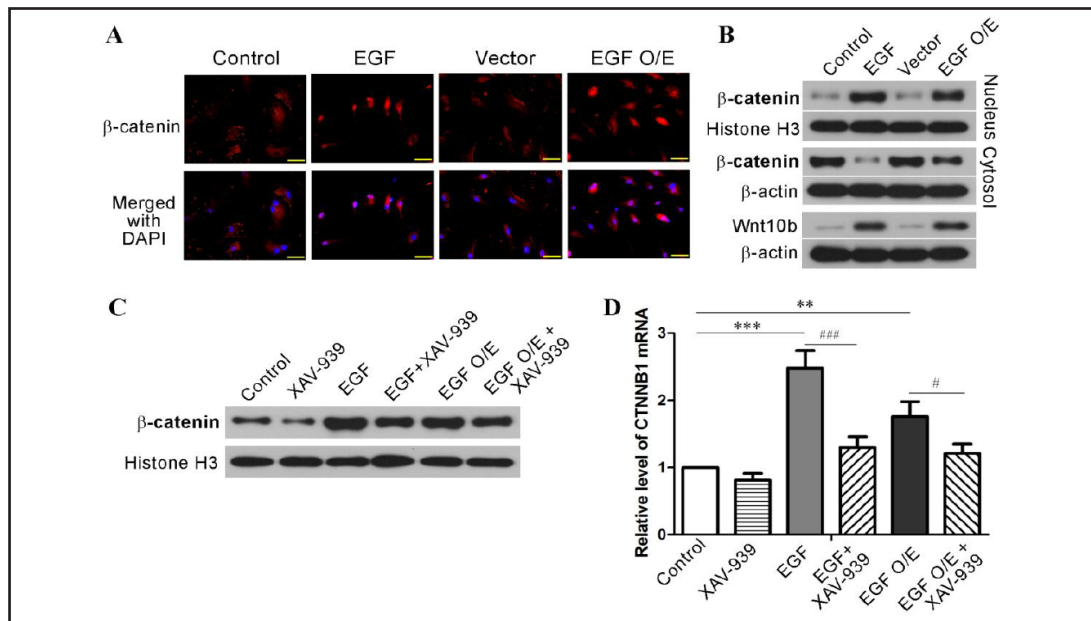 A
Control
EGF
Vector
EGF O/E
β-catenin
Merged
with
DAPI
B
Control
EGF
Vector
EGF O/E
β-catenin
Histone H3
Nucleus
β-catenin
β-actin
Wnt10b
β-actin
Cytosol
C
Control
XAV-939
EGF
EGF+XAV-939
EGF O/E
EGF O/E +
XAV-939
β-catenin
Histone H3
D
Relative level of CTNNB1 mRNA
3
2
1
0
**
***
###
#
Control
XAV-939
EGF
EGF+
XAV-939
EGF O/E
EGF O/E +
XAV-939